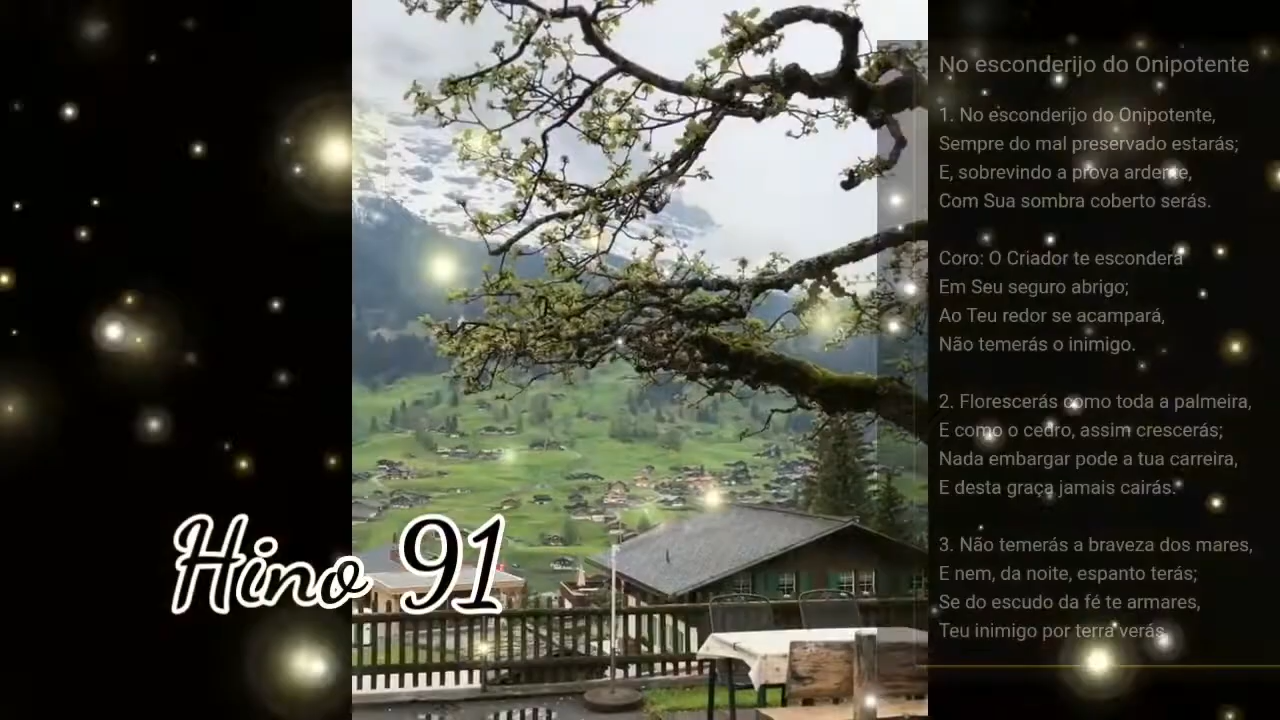 No esconderijo do Onipotente
1. No esconderijo do Onipotente,
Sempre do mal preservado estarás;
E, sobrevindo a prova ardente,
Com Sua sombra coberto serás.
Coro: O Criador te esconderá
Em Seu seguro abrigo;
Ao Teu redor se acampará,
Não temerás o inimigo.
2. Florescerás como toda a palmeira,
E como o cedro, assim crescerás;
Nada embargar pode a tua carreira,
E desta graça jamais cairás.
3. Não temerás a braveza dos mares,
E nem, da noite, espanto terás;
Se do escudo da fé te armares,
Teu inimigo por terra verás.
Hino 91